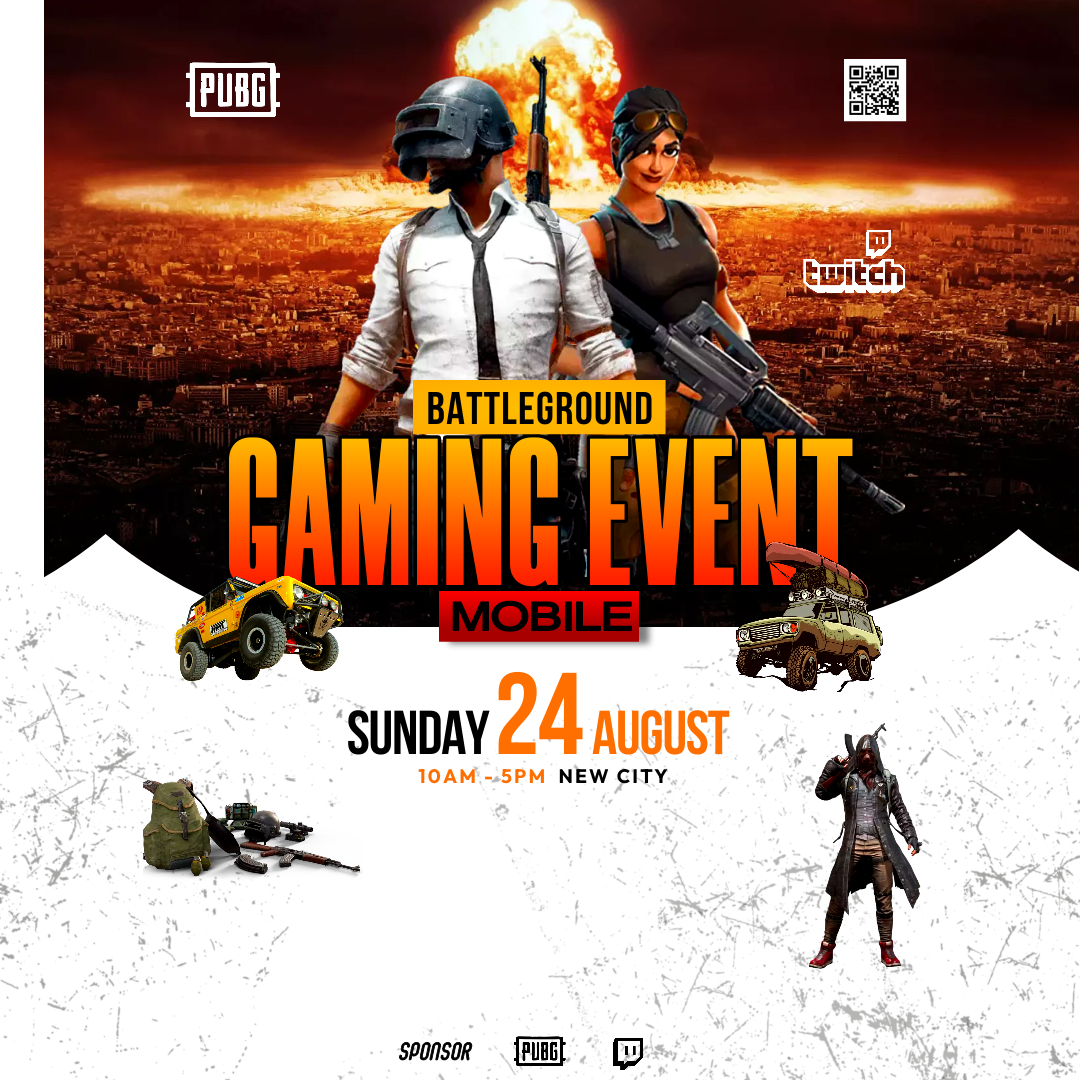 PUBG
twitch
BATTLEGROUND
GAMING EVENT
MOBILE
SUNDAY 24 AUGUST
10AM - 5PM NEW CITY
SPONSOR PUBG